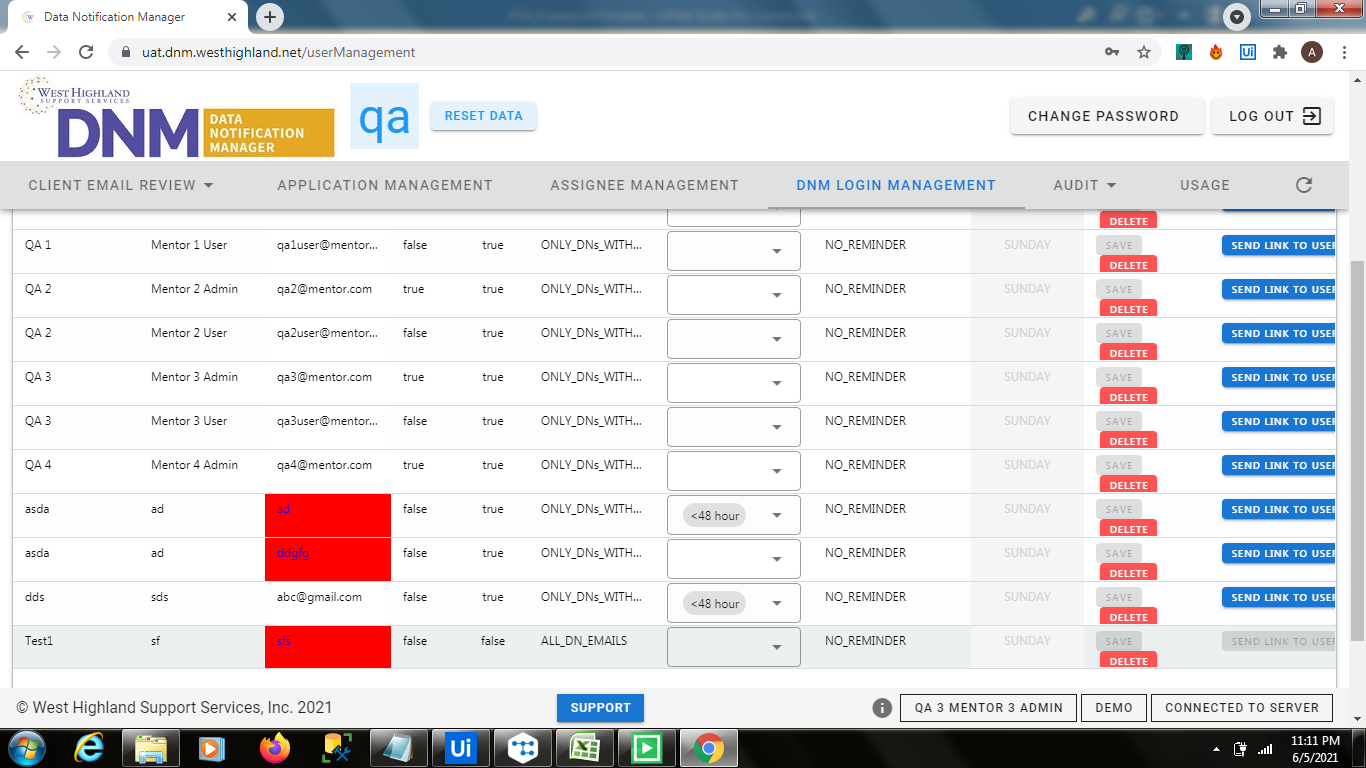 Data Notification Manager
uat.dnm.westhighland.net/userManagement
A
WEST HIGHLAND
SUPPORT SERVICES
DNM DATA NOTIFICATION MANAGER
qa
RESET DATA
CHANGE PASSWORD
LOG OUT
CLIENT EMAIL REVIEW
APPLICATION MANAGEMENT
ASSIGNEE MANAGEMENT
DNM LOGIN MANAGEMENT
AUDIT
USAGE
DELETE
QA 1 Mentor 1 User qa1user@mentor... false true ONLY_DNs_WITH... NO_REMINDER SUNDAY SAVE DELETE SEND LINK TO USER
QA 2 Mentor 2 Admin qa2@mentor.com true true ONLY_DNs_WITH... NO_REMINDER SUNDAY SAVE DELETE SEND LINK TO USER
QA 2 Mentor 2 User qa2user@mentor... false true ONLY_DNs_WITH... NO_REMINDER SUNDAY SAVE DELETE SEND LINK TO USER
QA 3 Mentor 3 Admin qa3@mentor.com true true ONLY_DNs_WITH... NO_REMINDER SUNDAY SAVE DELETE SEND LINK TO USER
QA 3 Mentor 3 User qa3user@mentor... false true ONLY_DNs_WITH... NO_REMINDER SUNDAY SAVE DELETE SEND LINK TO USER
QA 4 Mentor 4 Admin qa4@mentor.com true true ONLY_DNs_WITH... NO_REMINDER SUNDAY SAVE DELETE SEND LINK TO USER
asda ad ad false true ONLY_DNs_WITH... <48 hour NO_REMINDER SUNDAY SAVE DELETE SEND LINK TO USER
asda ad ddgfg false true ONLY_DNs_WITH... NO_REMINDER SUNDAY SAVE DELETE SEND LINK TO USER
dds sds abc@gmail.com false true ONLY_DNs_WITH... <48 hour NO_REMINDER SUNDAY SAVE DELETE SEND LINK TO USER
Test1 sf sfs false false ALL_DN_EMAILS NO_REMINDER SUNDAY SAVE DELETE SEND LINK TO USER
© West Highland Support Services, Inc. 2021
SUPPORT
QA 3 MENTOR 3 ADMIN
DEMO
CONNECTED TO SERVER
Ui
11:11 PM
6/5/2021